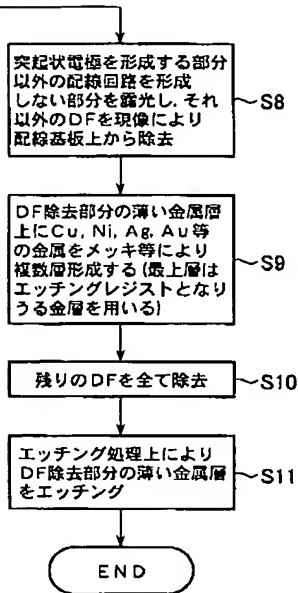 突起状電極を形成する部分
以外の配線回路を形成
しない部分を露光し、それ
以外のDFを現像により
配線基板上から除去
S8
DF除去部分の薄い金属層
上にCu, Ni, Ag, Au等
の金属をメッキ等により
複数層形成する(最上層は
エッチングレジストとなり
うる金層を用いる)
S9
残りのDFを全て除去
S10
エッチング処理上により
DF除去部分の薄い金属層
をエッチング
S11
END